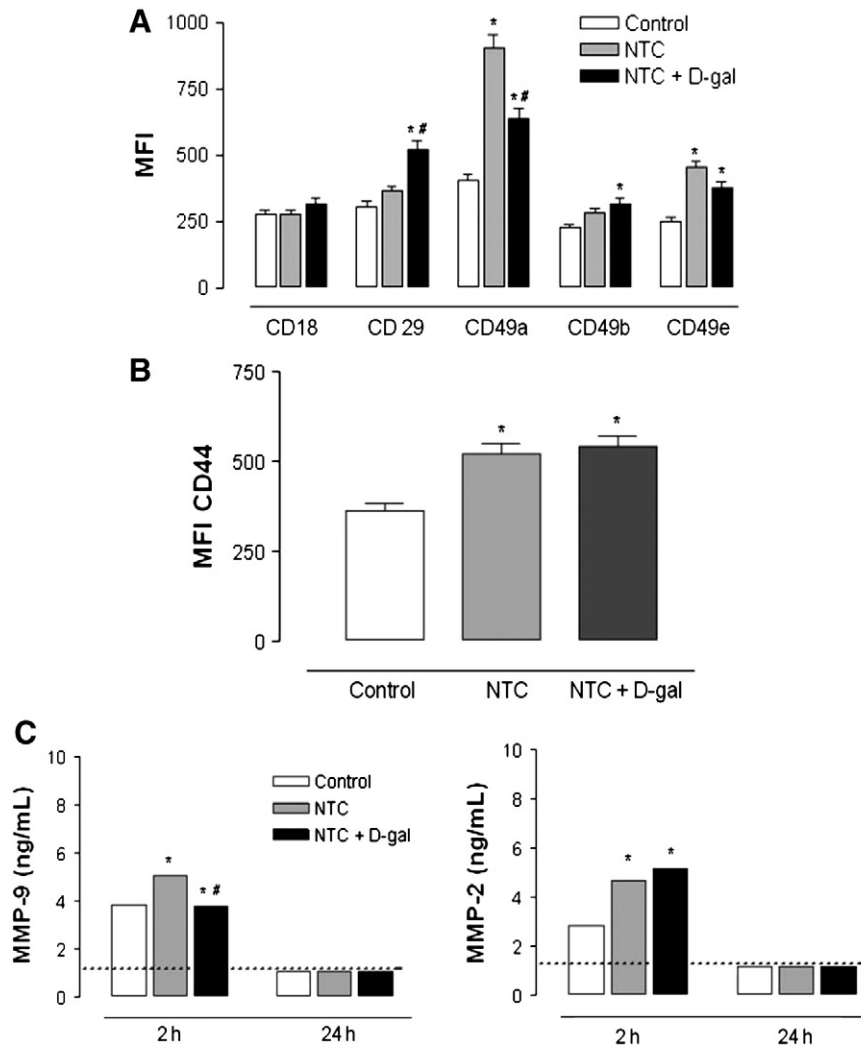 A
1000
750
500
250
0
MFI
Control
NTC
NTC + D-gal
*
* #
* #
*
* *
CD18 CD 29 CD49a CD49b CD49e
B
750
500
250
0
MFI CD44
* *
Control NTC NTC + D-gal
C
10
8
6
4
2
0
MMP-9 (ng/mL)
Control
NTC
NTC + D-gal
*
* #
2 h 24 h
10
8
6
4
2
0
MMP-2 (ng/mL)
* *
2 h 24 h